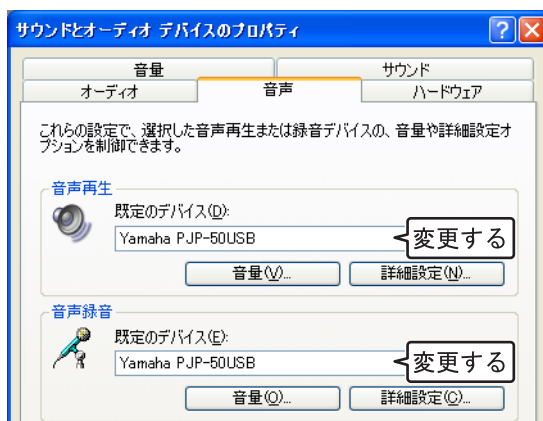 サウンドとオーディオ デバイスのプロパティ
音量 サウンド
オーディオ 音声 ハードウェア
これらの設定で、選択した音声再生または録音デバイスの、音量や詳細設定オ
プションを制御できます。
音声再生
既定のデバイス(D):
Yamaha PJP-50USB 変更する
音量(V)... 詳細設定(N)...
音声録音
既定のデバイス(E):
Yamaha PJP-50USB 変更する
音量(O)... 詳細設定(C)...